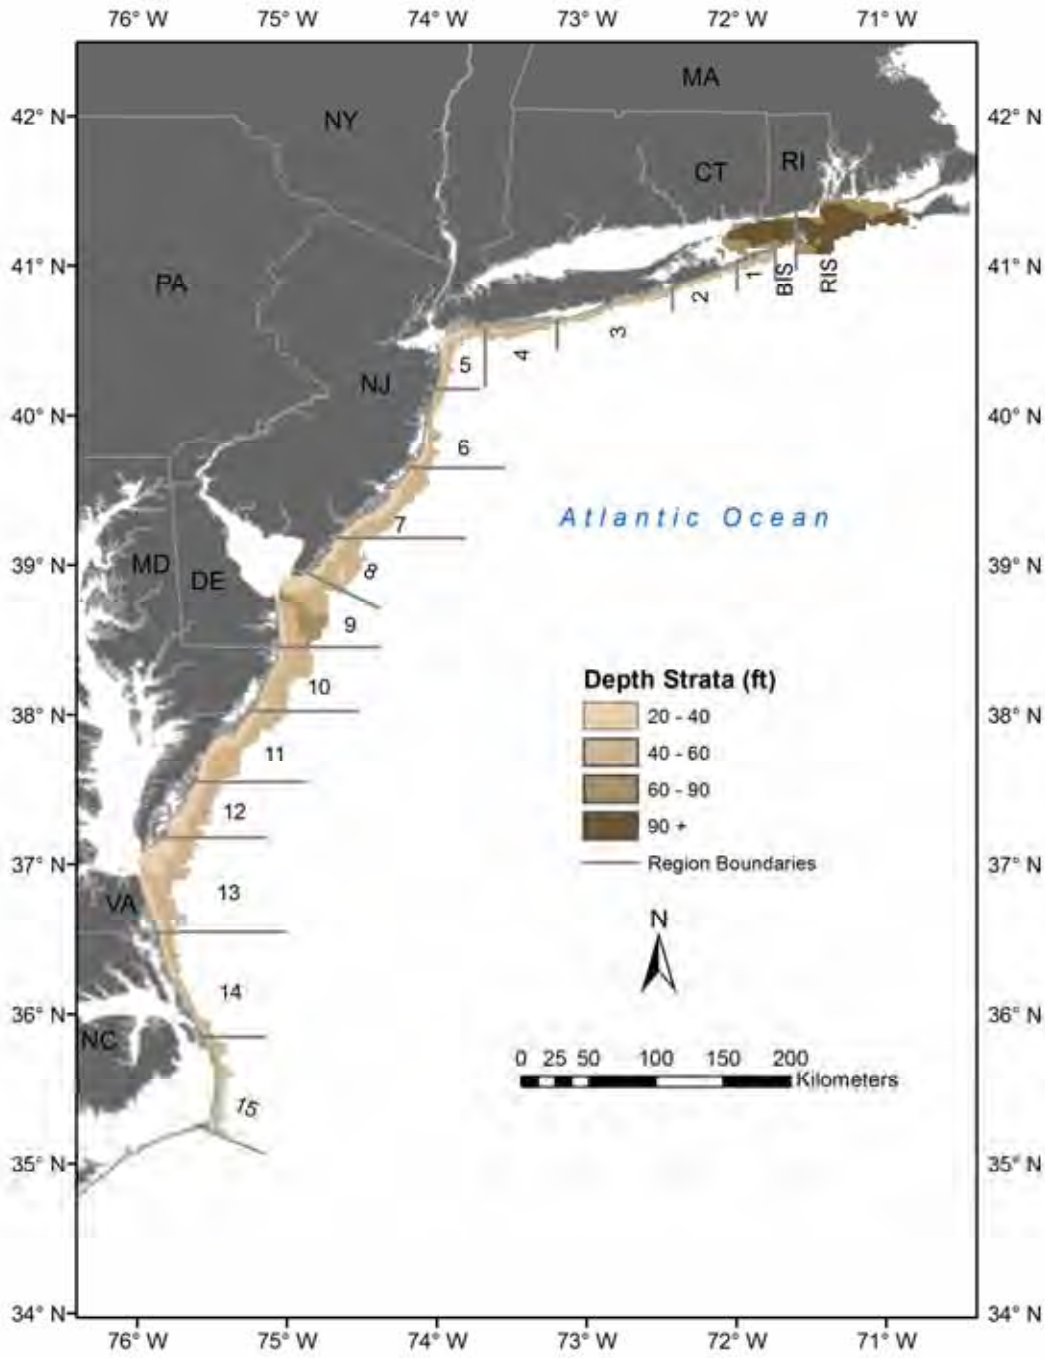 76° W 75° W 74° W 73° W 72° W 71° W
MA
42° N 42° N
NY
CT RI
41° N 41° N
PA
1 BIS RIS
2
3
4
5
NJ
40° N 40° N
6
Atlantic Ocean
7
39° N 39° N
MD DE
8
9
10
Depth Strata (ft)
38° N 38° N
20 - 40
11
40 - 60
60 - 90
12
90 +
37° N 37° N
Region Boundaries
13
VA
N
14
36° N 36° N
NC
0 25 50 100 150 200
Kilometers
15
35° N 35° N
34° N 34° N
76° W 75° W 74° W 73° W 72° W 71° W